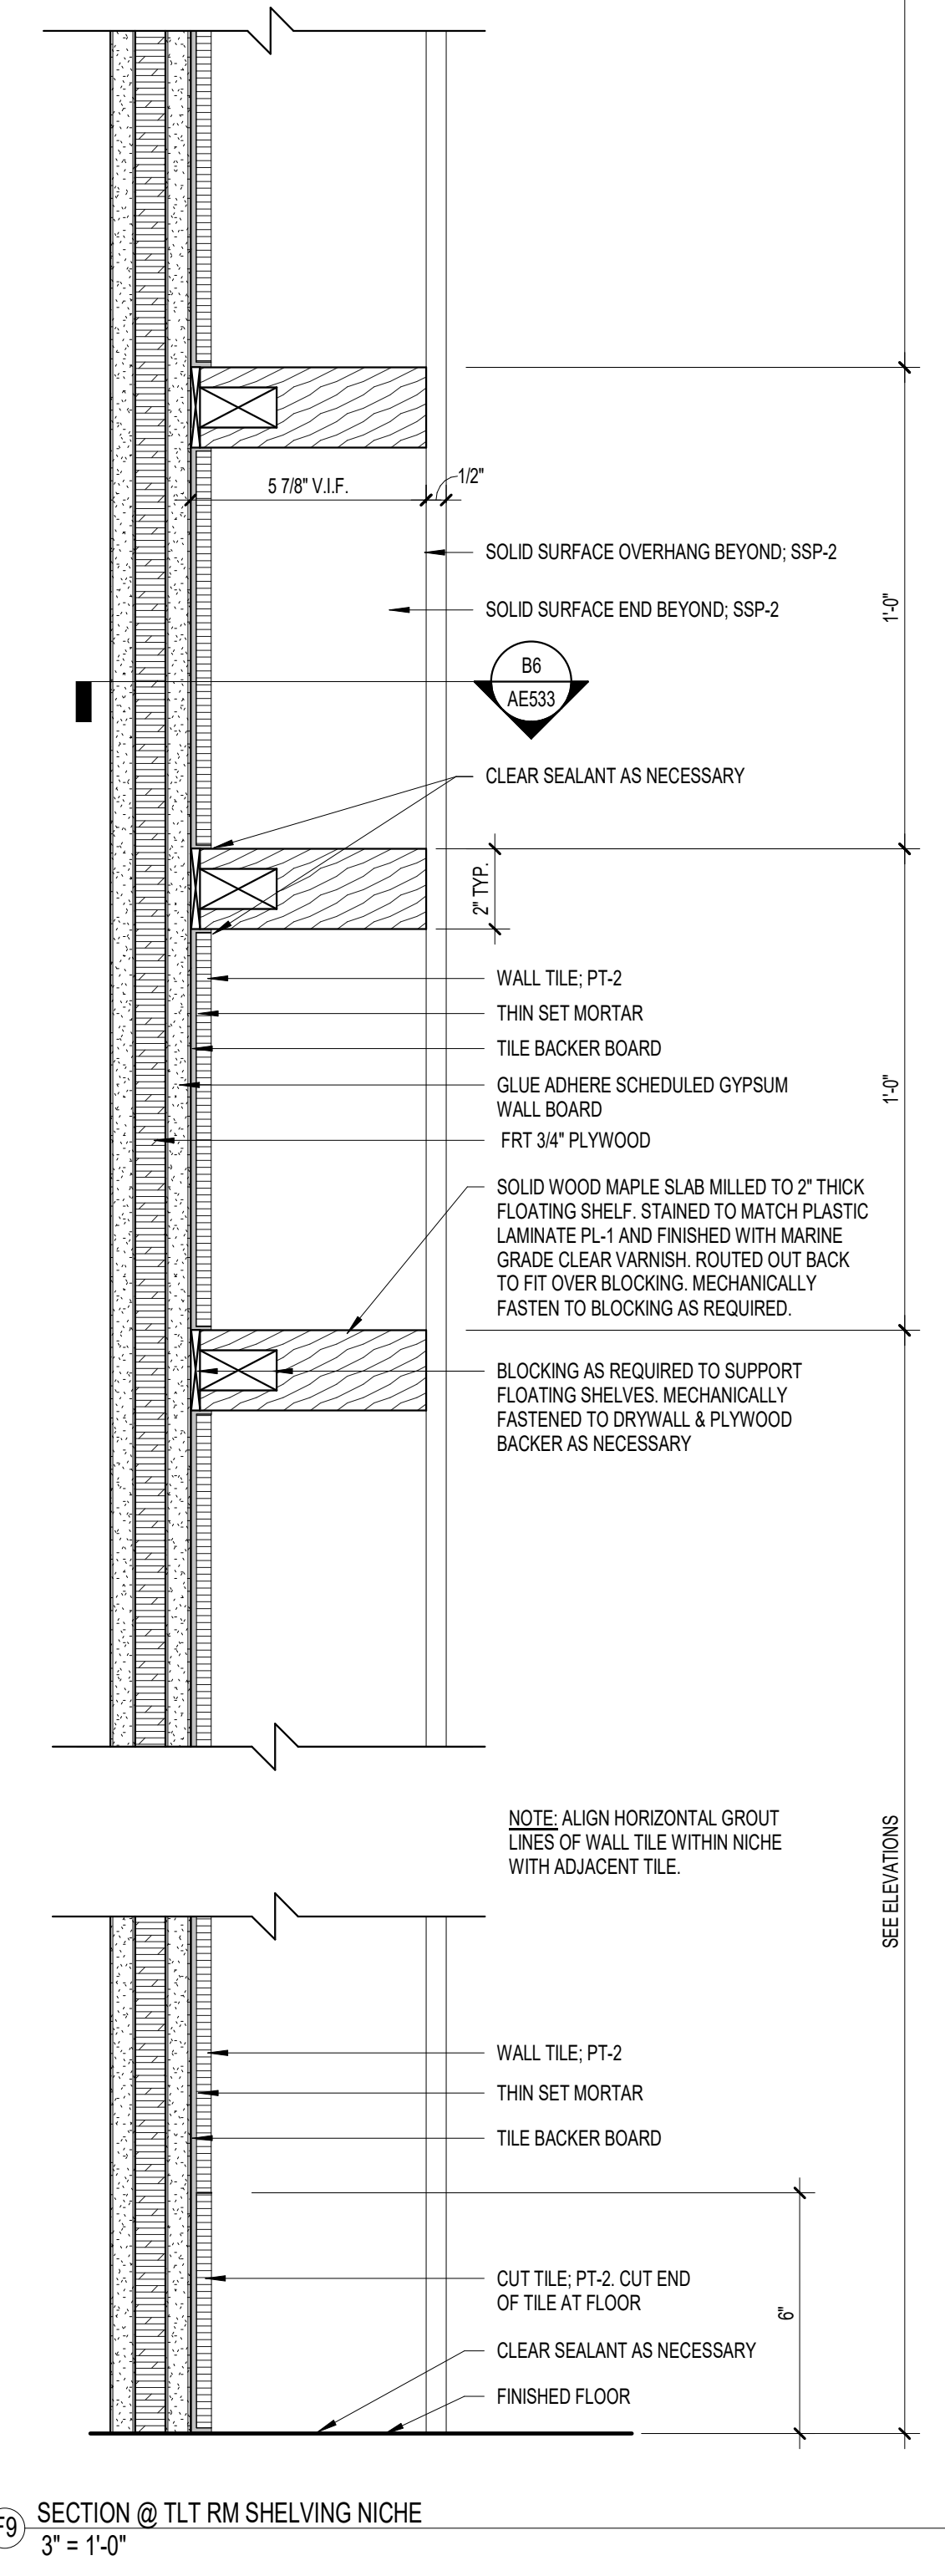 5 7/8" V.I.F.
1/2"
SOLID SURFACE OVERHANG BEYOND; SSP-2
SOLID SURFACE END BEYOND; SSP-2
1'-0"
B6
AE533
CLEAR SEALANT AS NECESSARY
2" TYP.
WALL TILE; PT-2
THIN SET MORTAR
TILE BACKER BOARD
GLUE ADHERE SCHEDULED GYPSUM
WALL BOARD
1'-0"
FRT 3/4" PLYWOOD
SOLID WOOD MAPLE SLAB MILLED TO 2" THICK
FLOATING SHELF. STAINED TO MATCH PLASTIC
LAMINATE PL-1 AND FINISHED WITH MARINE
GRADE CLEAR VARNISH. ROUTED OUT BACK
TO FIT OVER BLOCKING. MECHANICALLY
FASTEN TO BLOCKING AS REQUIRED.
BLOCKING AS REQUIRED TO SUPPORT
FLOATING SHELVES. MECHANICALLY
FASTENED TO DRYWALL & PLYWOOD
BACKER AS NECESSARY
NOTE: ALIGN HORIZONTAL GROUT
LINES OF WALL TILE WITHIN NICHE
WITH ADJACENT TILE.
SEE ELEVATIONS
WALL TILE; PT-2
THIN SET MORTAR
TILE BACKER BOARD
CUT TILE; PT-2. CUT END
OF TILE AT FLOOR
6"
CLEAR SEALANT AS NECESSARY
FINISHED FLOOR
F9
SECTION @ TLT RM SHELVING NICHE
3" = 1'-0"